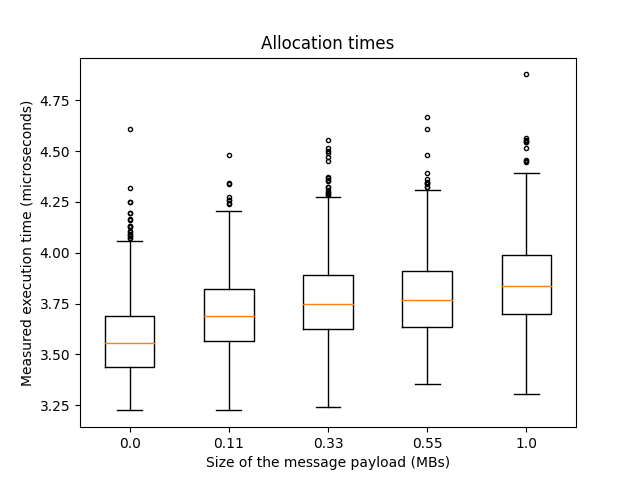 Allocation times
Measured execution time (microseconds)
4.75
4.50
4.25
4.00
3.75
3.50
3.25
0.0 0.11 0.33 0.55 1.0
Size of the message payload (MBs)